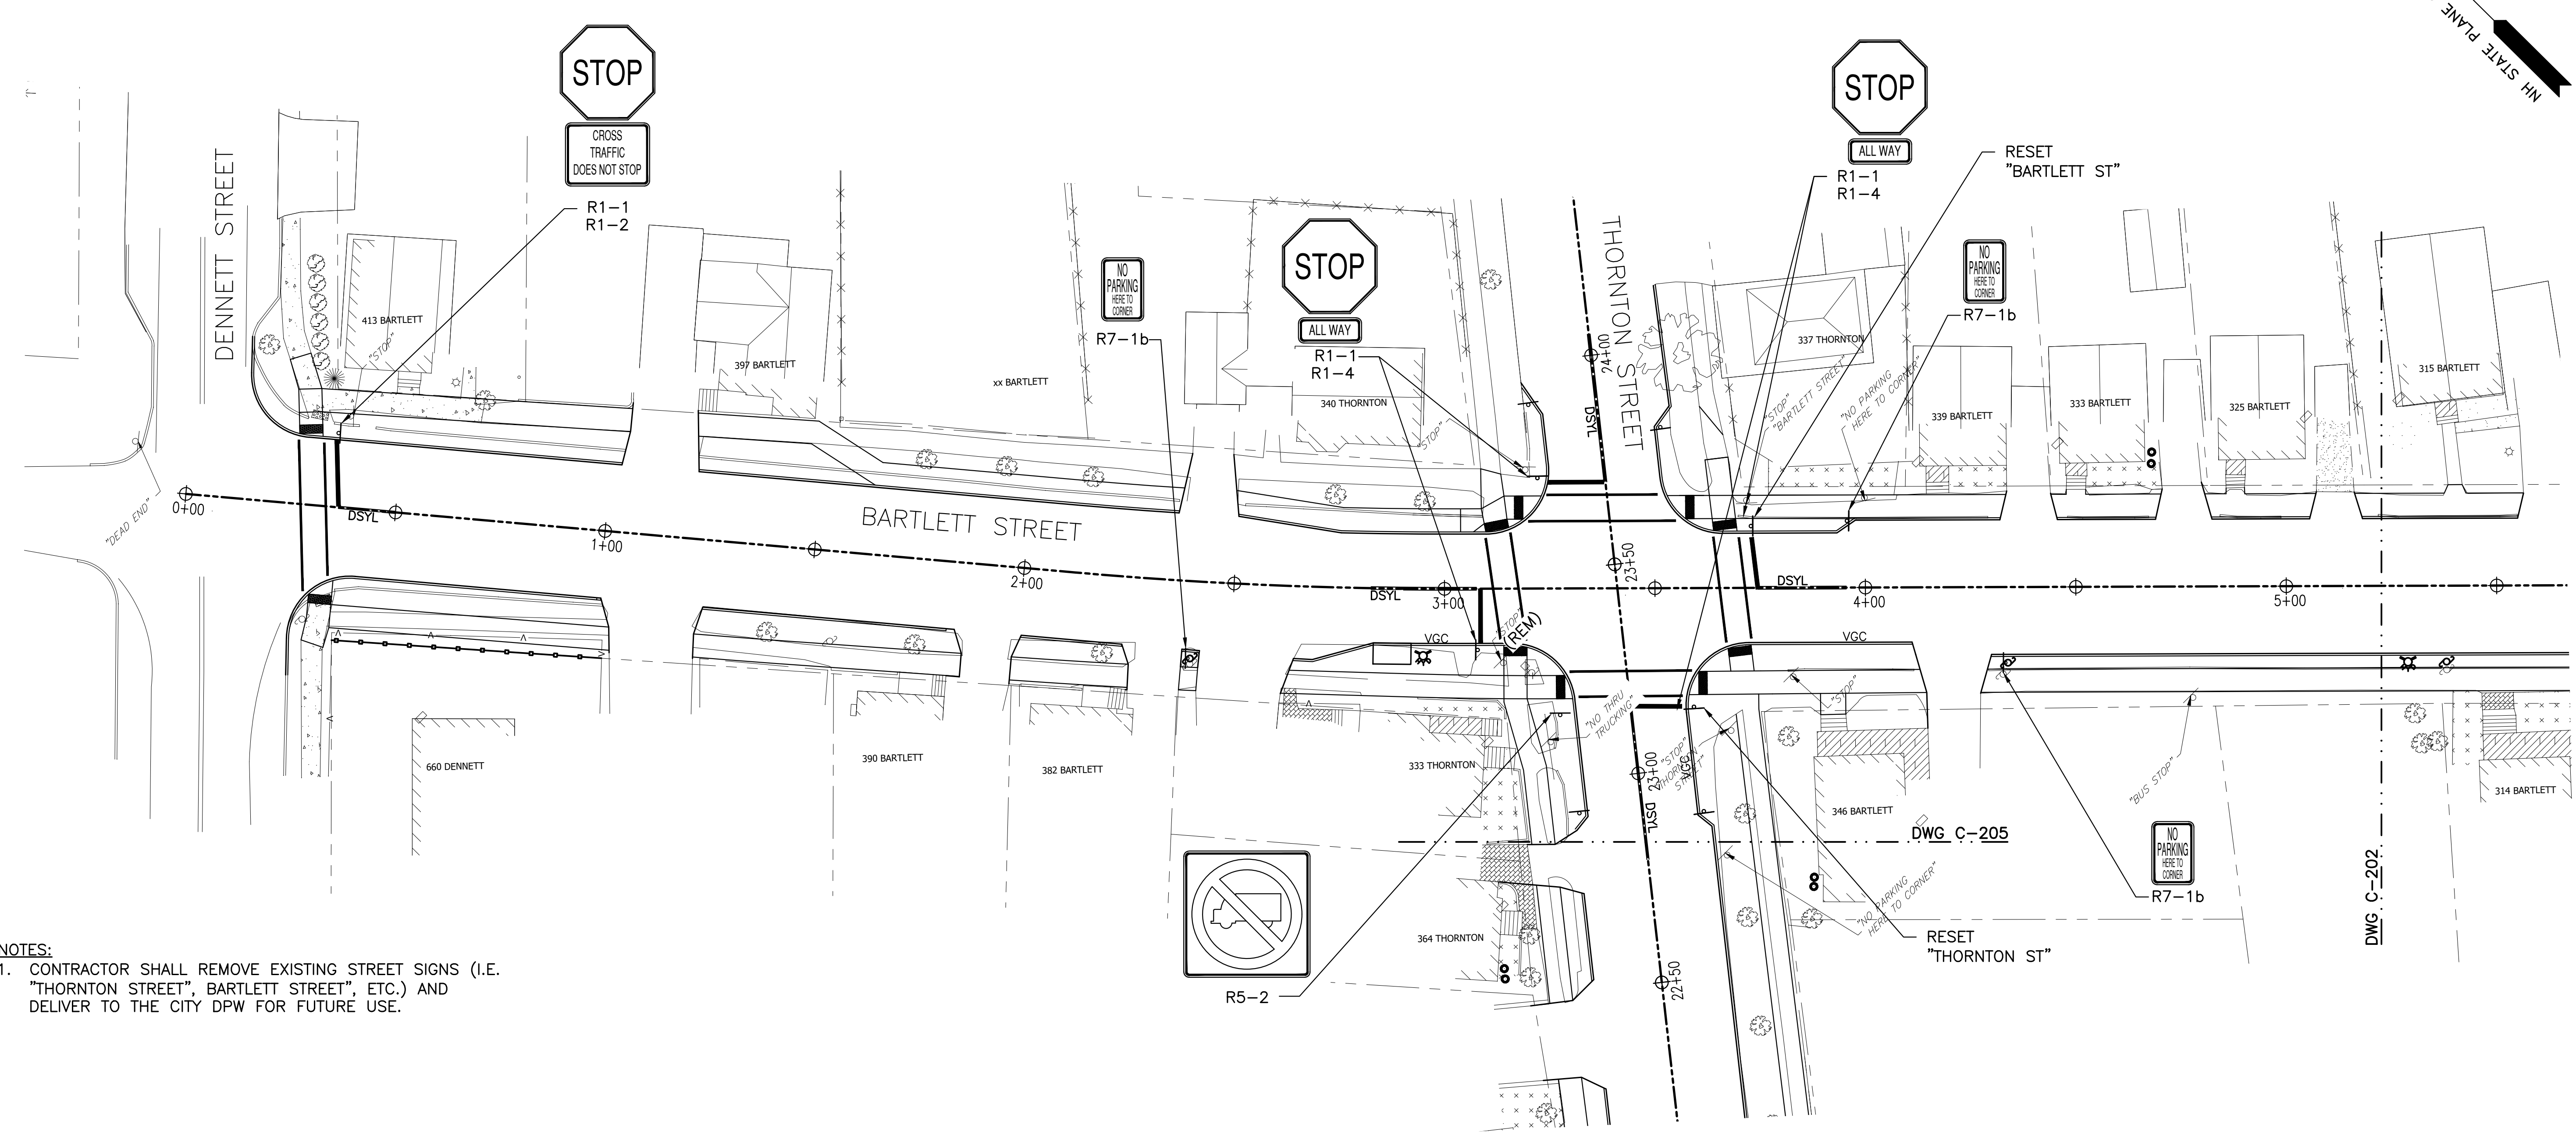 NH STATE PLANE
STOP
CROSS
TRAFFIC
DOES NOT STOP
R1-1
R1-2
DENNETT STREET
413 BARTLETT
"STOP"
397 BARTLETT
xx BARTLETT
NO
PARKING
HERE TO
CORNER
R7-1b
STOP
ALL WAY
R1-1
R1-4
340 THORNTON
"STOP"
THORNTON STREET
24+00
DSYL
23+50
STOP
ALL WAY
R1-1
R1-4
RESET
"BARTLETT ST"
NO
PARKING
HERE TO
CORNER
R7-1b
337 THORNTON
"STOP"
"BARTLETT STREET"
"NO PARKING
HERE TO CORNER"
339 BARTLETT
333 BARTLETT
325 BARTLETT
315 BARTLETT
"DEAD END"
0+00
DSYL
1+00
BARTLETT STREET
2+00
DSYL
3+00
DSYL
4+00
5+00
VGC
"STOP"
(REM)
VGC
660 DENNETT
390 BARTLETT
382 BARTLETT
333 THORNTON
"NO THRU
TRUCKING"
"STOP"
"THORNTON
STREET"
VGC
23+00
DSYL
"STOP"
346 BARTLETT
"BUS STOP"
314 BARTLETT
DWG C-205
DWG C-202
NO
PARKING
HERE TO
CORNER
R7-1b
"NO PARKING
HERE TO CORNER"
RESET
"THORNTON ST"
364 THORNTON
R5-2
22+50
NOTES:
1. CONTRACTOR SHALL REMOVE EXISTING STREET SIGNS (I.E.
"THORNTON STREET", BARTLETT STREET", ETC.) AND
DELIVER TO THE CITY DPW FOR FUTURE USE.